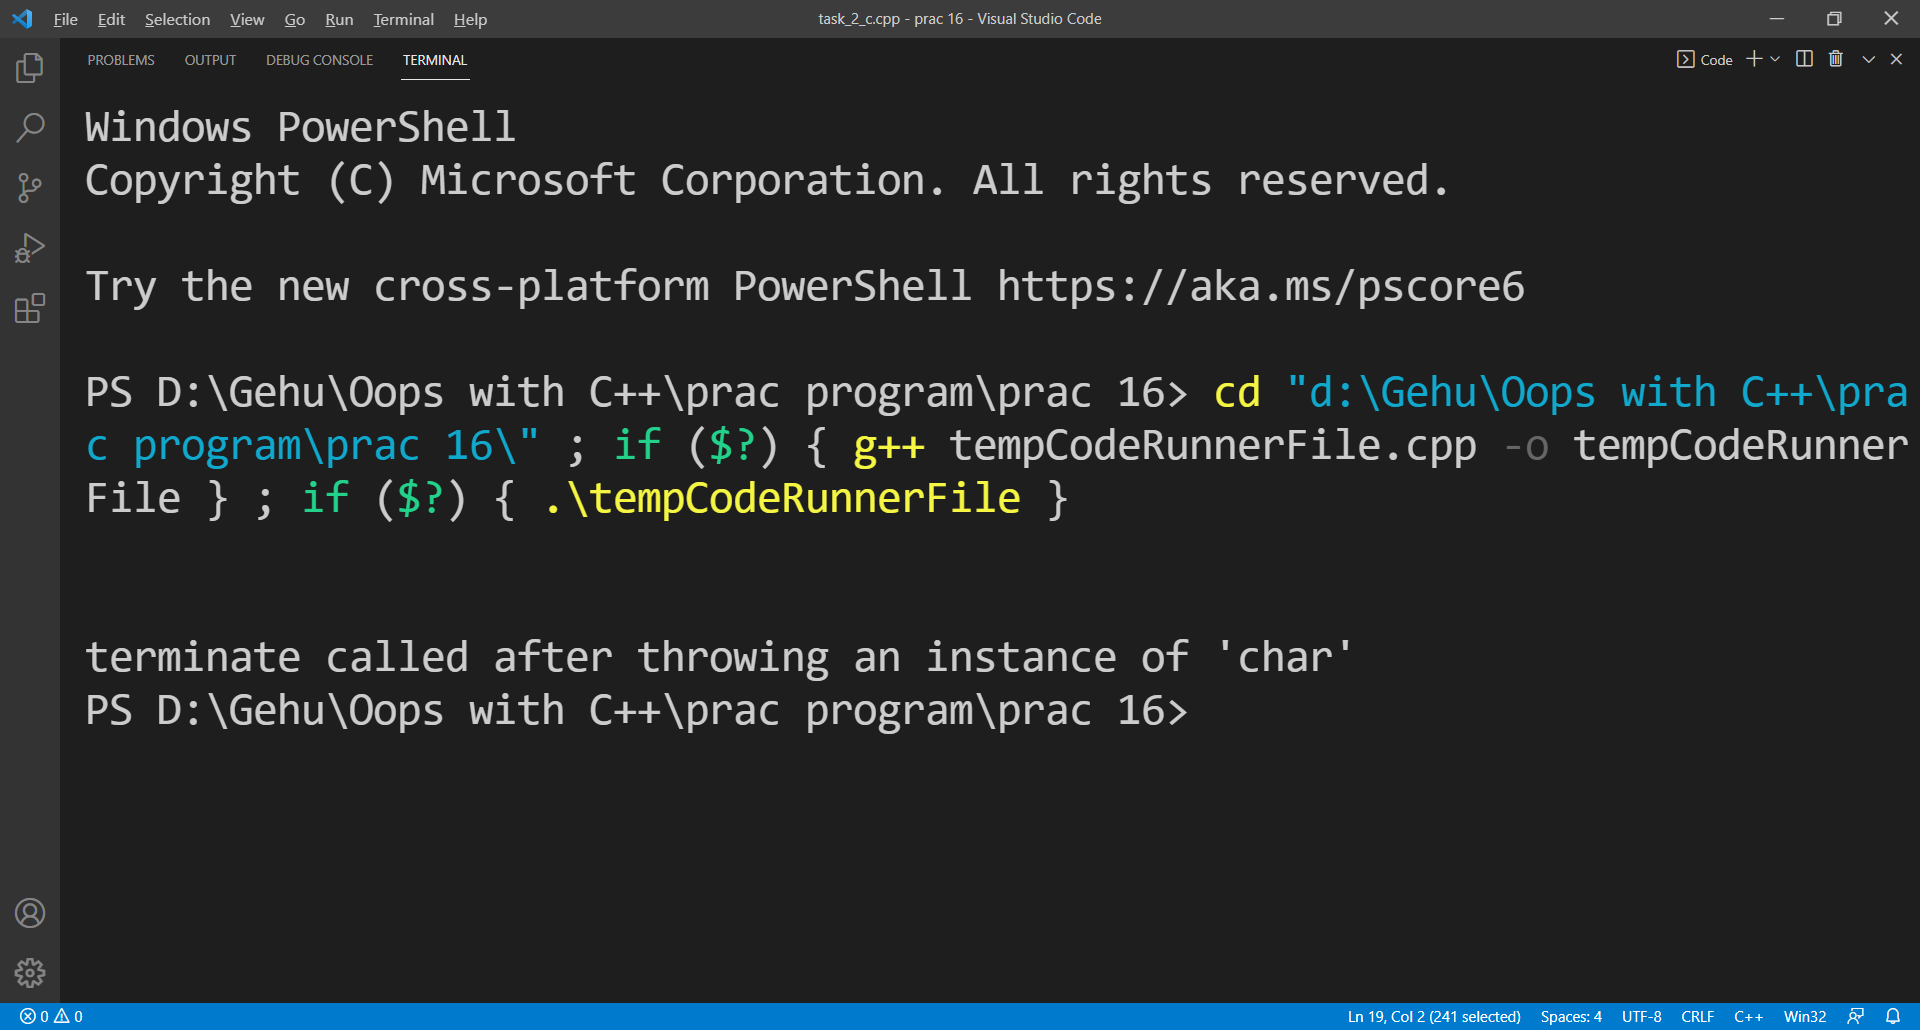 File Edit Selection View Go Run Terminal Help task_2_c.cpp - prac 16 - Visual Studio Code
PROBLEMS OUTPUT DEBUG CONSOLE TERMINAL Code
Windows PowerShell
Copyright (C) Microsoft Corporation. All rights reserved.
Try the new cross-platform PowerShell https://aka.ms/pscore6
PS D:\Gehu\Oops with C++\prac program\prac 16> cd "d:\Gehu\Oops with C++\pra
c program\prac 16\" ; if ($?) { g++ tempCodeRunnerFile.cpp -o tempCodeRunner
File } ; if ($?) { .\tempCodeRunnerFile }
terminate called after throwing an instance of 'char'
PS D:\Gehu\Oops with C++\prac program\prac 16>
0 0 Ln 19, Col 2 (241 selected) Spaces: 4 UTF-8 CRLF C++ Win32